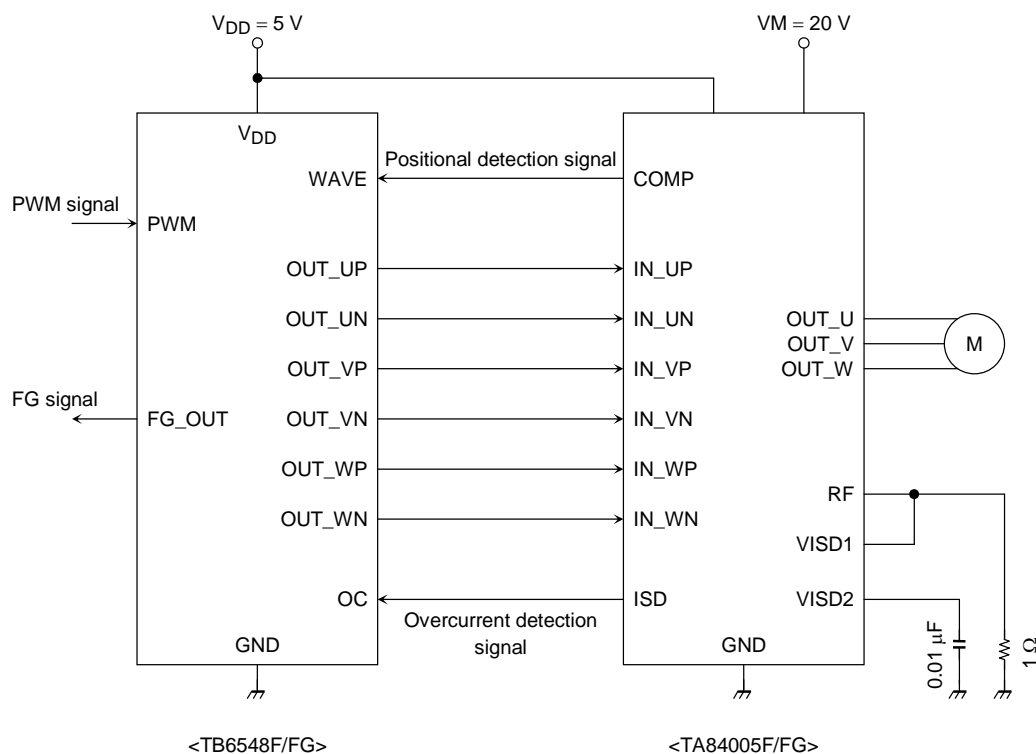 VDD = 5 V
VM = 20 V
VDD
WAVE
Positional detection signal
COMP
PWM signal
PWM
OUT_UP
IN_UP
OUT_UN
IN_UN
OUT_U
OUT_V
M
OUT_VP
IN_VP
OUT_W
FG signal
FG_OUT
OUT_VN
IN_VN
OUT_WP
IN_WP
RF
OUT_WN
IN_WN
VISD1
OC
ISD
VISD2
Overcurrent detection
signal
GND
GND
0.01 μF
1 Ω
<TB6548F/FG>
<TA84005F/FG>